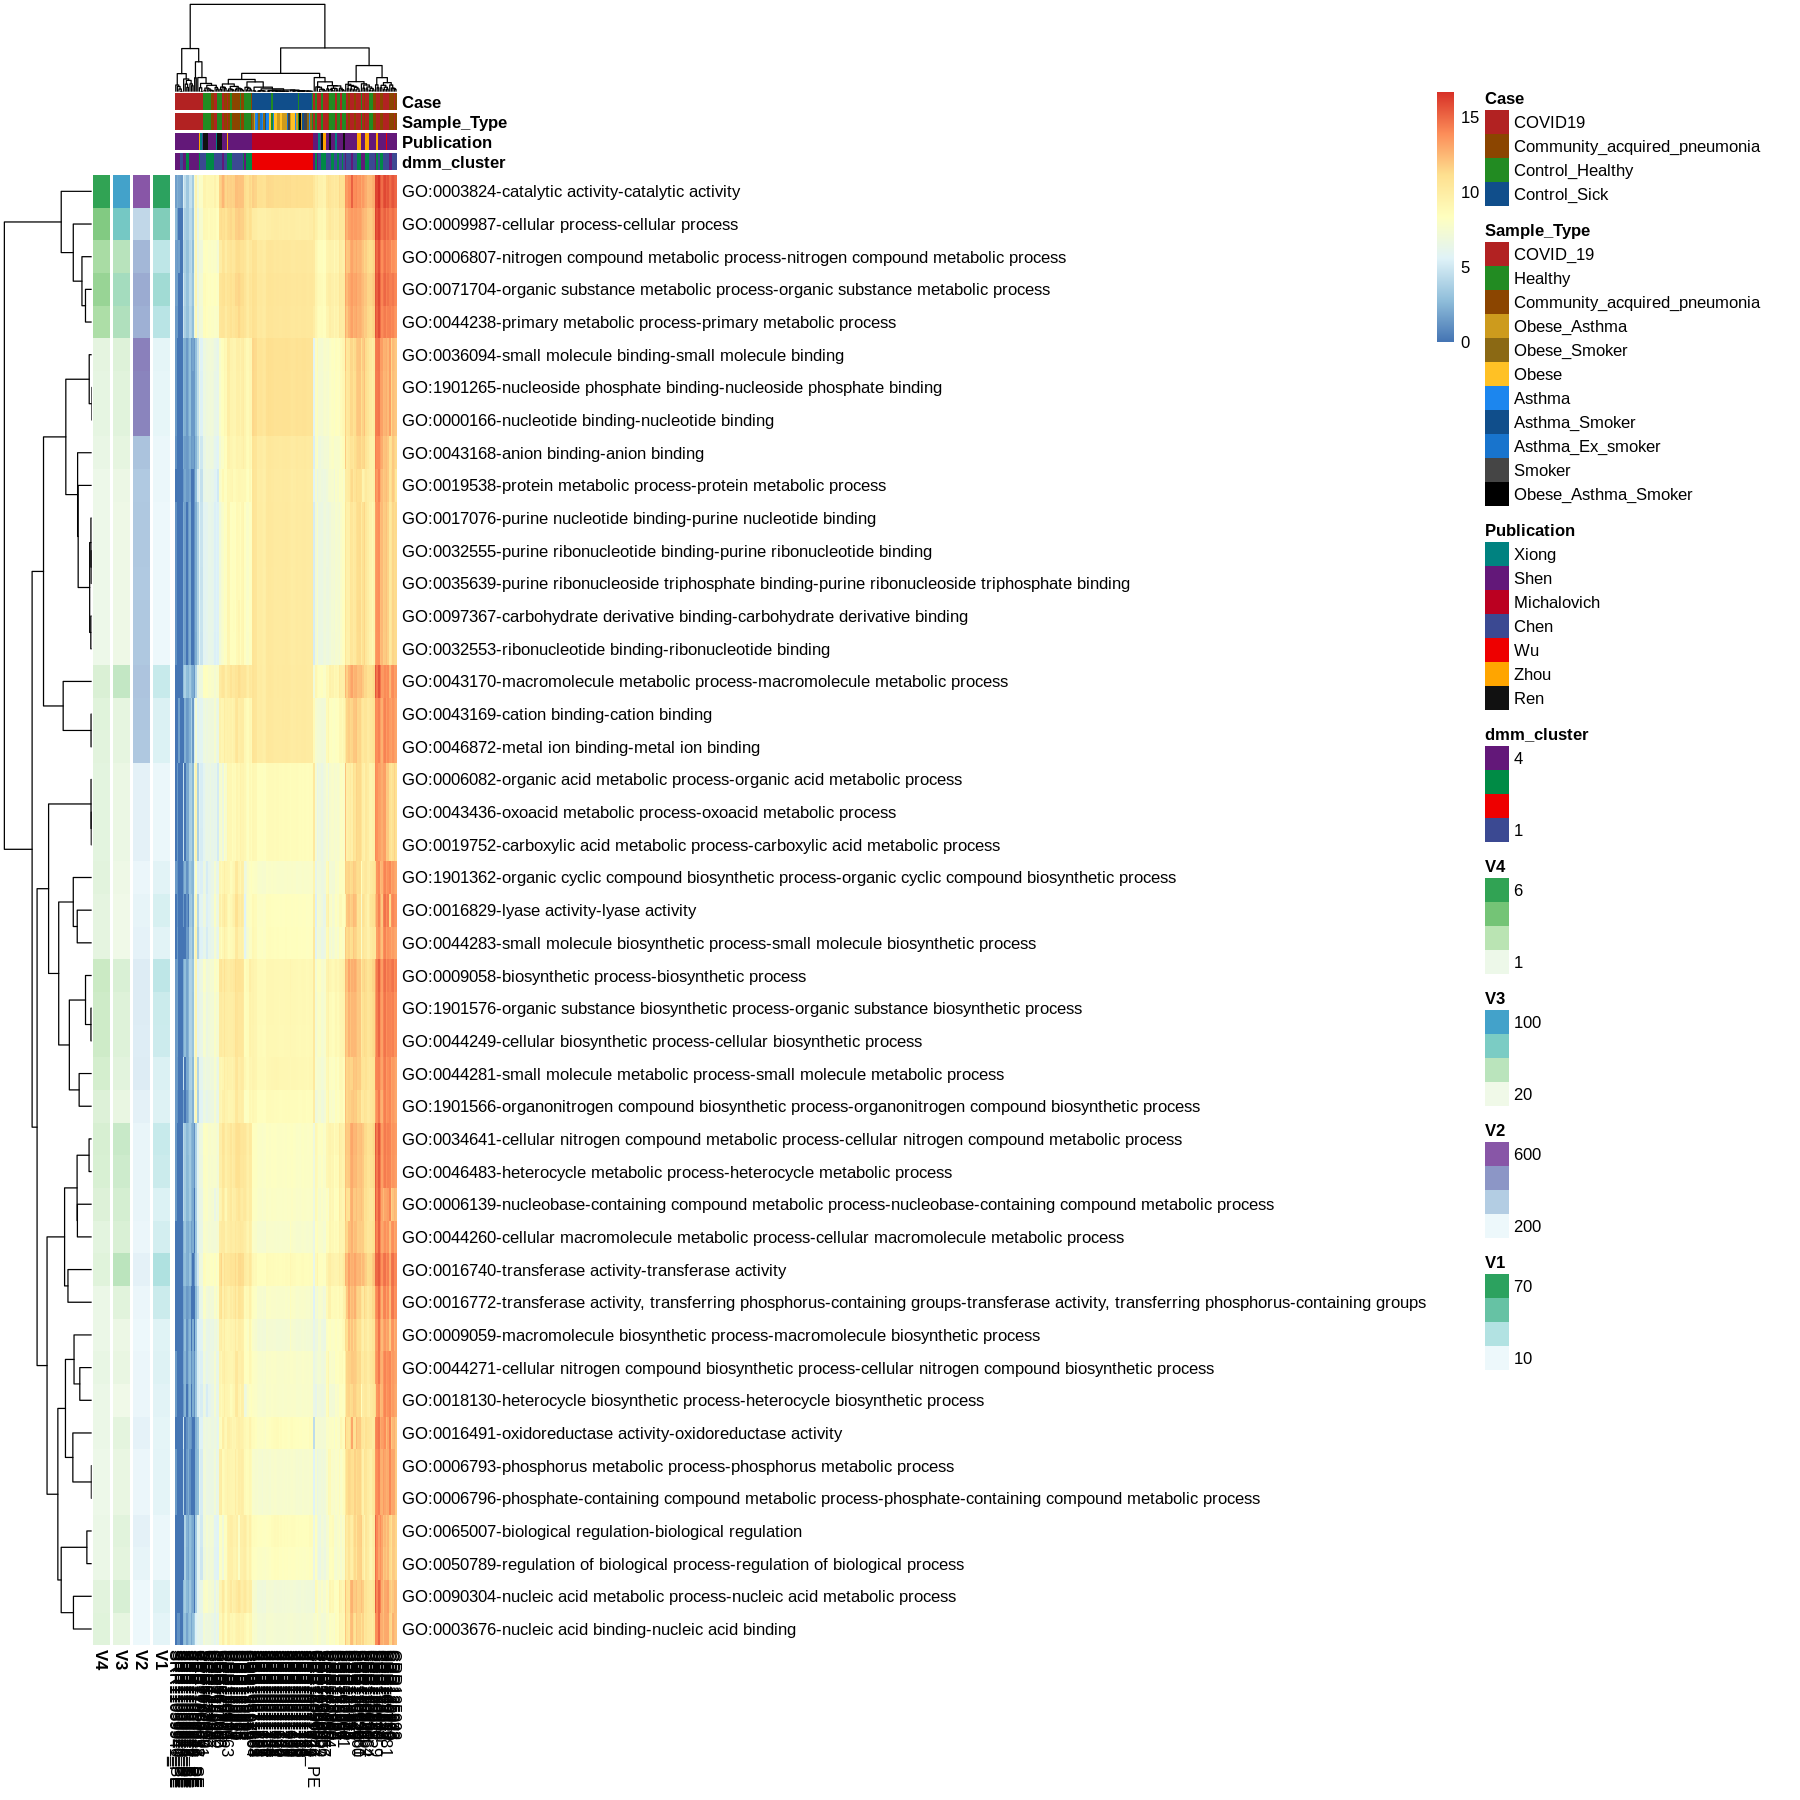 Case
Sample_Type
Publication
dmm_cluster
GO:0003824-catalytic activity-catalytic activity
GO:0009987-cellular process-cellular process
GO:0006807-nitrogen compound metabolic process-nitrogen compound metabolic process
GO:0071704-organic substance metabolic process-organic substance metabolic process
GO:0044238-primary metabolic process-primary metabolic process
GO:0036094-small molecule binding-small molecule binding
GO:1901265-nucleoside phosphate binding-nucleoside phosphate binding
GO:0000166-nucleotide binding-nucleotide binding
GO:0043168-anion binding-anion binding
GO:0019538-protein metabolic process-protein metabolic process
GO:0017076-purine nucleotide binding-purine nucleotide binding
GO:0032555-purine ribonucleotide binding-purine ribonucleotide binding
GO:0035639-purine ribonucleoside triphosphate binding-purine ribonucleoside triphosphate binding
GO:0097367-carbohydrate derivative binding-carbohydrate derivative binding
GO:0032553-ribonucleotide binding-ribonucleotide binding
GO:0043170-macromolecule metabolic process-macromolecule metabolic process
GO:0043169-cation binding-cation binding
GO:0046872-metal ion binding-metal ion binding
GO:0006082-organic acid metabolic process-organic acid metabolic process
GO:0043436-oxoacid metabolic process-oxoacid metabolic process
GO:0019752-carboxylic acid metabolic process-carboxylic acid metabolic process
GO:1901362-organic cyclic compound biosynthetic process-organic cyclic compound biosynthetic process
GO:0016829-lyase activity-lyase activity
GO:0044283-small molecule biosynthetic process-small molecule biosynthetic process
GO:0009058-biosynthetic process-biosynthetic process
GO:1901576-organic substance biosynthetic process-organic substance biosynthetic process
GO:0044249-cellular biosynthetic process-cellular biosynthetic process
GO:0044281-small molecule metabolic process-small molecule metabolic process
GO:1901566-organonitrogen compound biosynthetic process-organonitrogen compound biosynthetic process
GO:0034641-cellular nitrogen compound metabolic process-cellular nitrogen compound metabolic process
GO:0046483-heterocycle metabolic process-heterocycle metabolic process
GO:0006139-nucleobase-containing compound metabolic process-nucleobase-containing compound metabolic process
GO:0044260-cellular macromolecule metabolic process-cellular macromolecule metabolic process
GO:0016740-transferase activity-transferase activity
GO:0016772-transferase activity, transferring phosphorus-containing groups-transferase activity, transferring phosphorus-containing groups
GO:0009059-macromolecule biosynthetic process-macromolecule biosynthetic process
GO:0044271-cellular nitrogen compound biosynthetic process-cellular nitrogen compound biosynthetic process
GO:0018130-heterocycle biosynthetic process-heterocycle biosynthetic process
GO:0016491-oxidoreductase activity-oxidoreductase activity
GO:0006793-phosphorus metabolic process-phosphorus metabolic process
GO:0006796-phosphate-containing compound metabolic process-phosphate-containing compound metabolic process
GO:0065007-biological regulation-biological regulation
GO:0050789-regulation of biological process-regulation of biological process
GO:0090304-nucleic acid metabolic process-nucleic acid metabolic process
GO:0003676-nucleic acid binding-nucleic acid binding
V4
V3
V2
V1
15
10
5
0
Case
COVID19
Community_acquired_pneumonia
Control_Healthy
Control_Sick
Sample_Type
COVID_19
Healthy
Community_acquired_pneumonia
Obese_Asthma
Obese_Smoker
Obese
Asthma
Asthma_Smoker
Asthma_Ex_smoker
Smoker
Obese_Asthma_Smoker
Publication
Xiong
Shen
Michalovich
Chen
Wu
Zhou
Ren
dmm_cluster
4
1
V4
6
1
V3
100
20
V2
600
200
V1
70
10